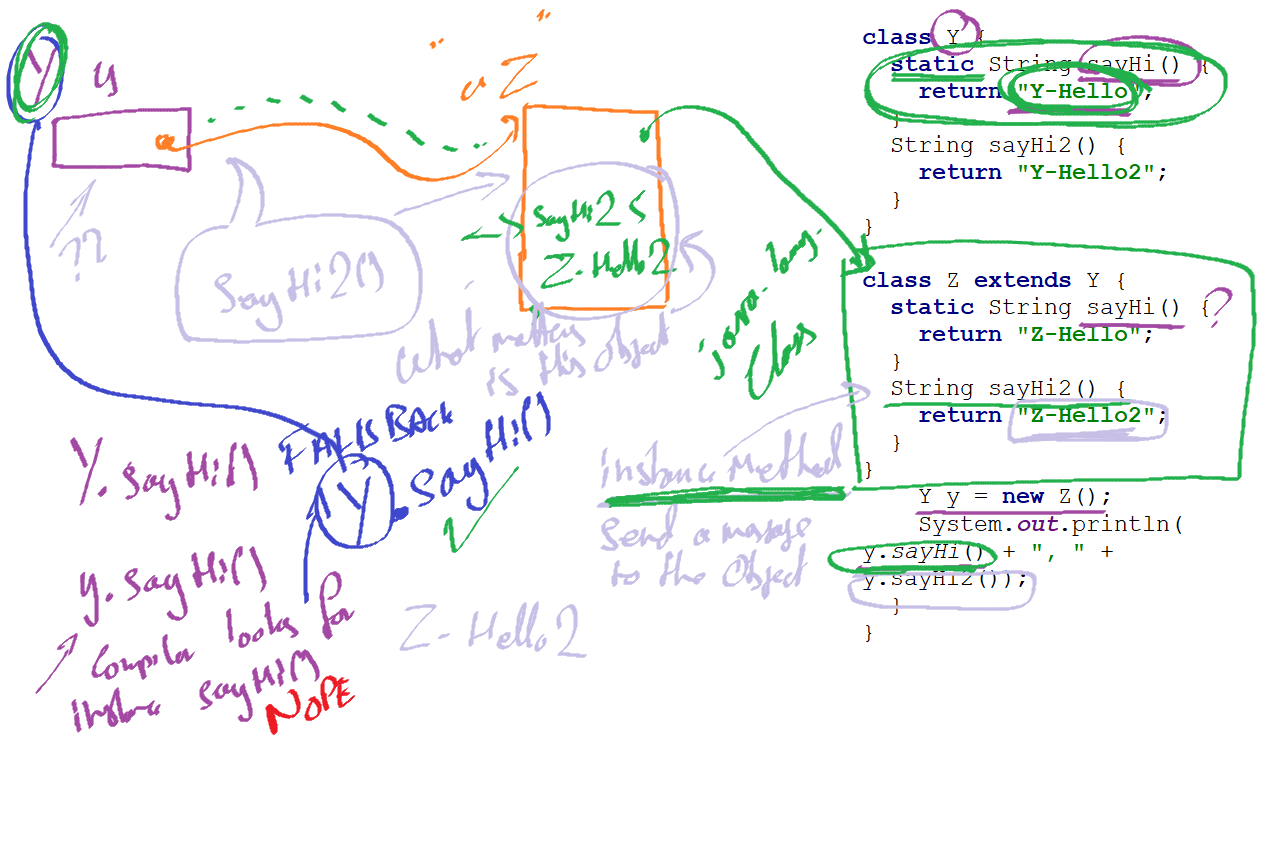 Y
y
"a Z"
??
SayHi2()
SayHi2 <
Z-Hello2.
What matters
is this object
java.lang.
Class
Y.sayHi()
FALLS BACK
Y.sayHi()
y.sayHi()
Compiler looks for
instance sayHi()
NOPE
Z-Hello2
instance method
Send a message
to the object
class Y {
static String sayHi() {
return "Y-Hello";
}
String sayHi2() {
return "Y-Hello2";
}
}
class Z extends Y {
static String sayHi() { ?
return "Z-Hello";
}
String sayHi2() {
return "Z-Hello2";
}
}
Y y = new Z();
System.out.println(
y.sayHi() + ", " +
y.sayHi2());
}
}